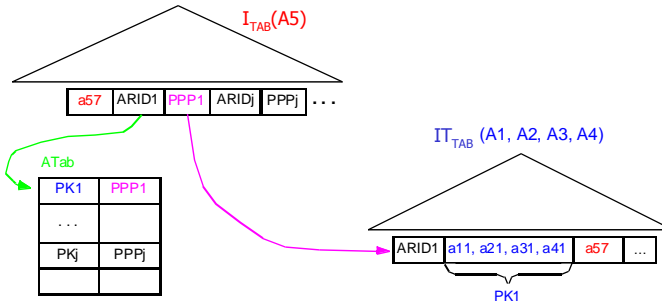 I_TAB(A5)
a57 ARID1 PPP1 ARIDj PPPj ...
ATab
PK1 PPP1
...
PKj PPPj
IT_TAB (A1, A2, A3, A4)
ARID1 a11, a21, a31, a41 a57 ...
PK1